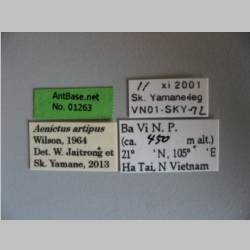 AntBase.net
No. 01263
11 xi 2001
Sk. Yamane leg
VN01-SKY-72
Aenictus artipus
Wilson, 1964
Det. W. Jaitrong et
Sk. Yamane, 2013
Ba Vi N. P.
(ca. 450 m alt.)
21° 'N, 105° 'E
Ha Tai, N Vietnam